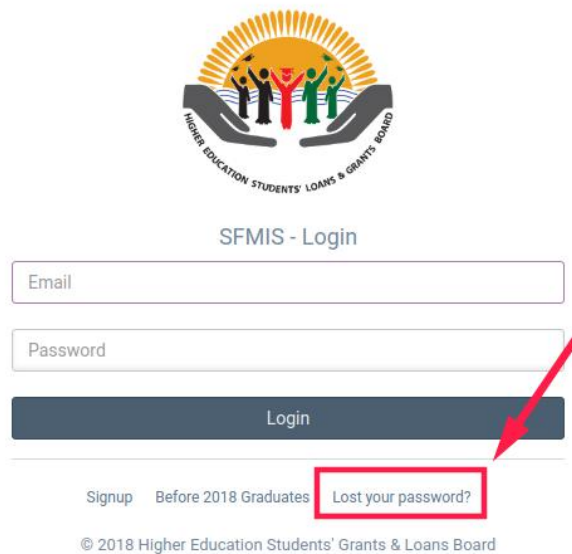 HIGHER EDUCATION STUDENTS' LOANS & GRANTS BOARD
SFMIS - Login
Email
Password
Login
Signup Before 2018 Graduates Lost your password?
© 2018 Higher Education Students' Grants & Loans Board